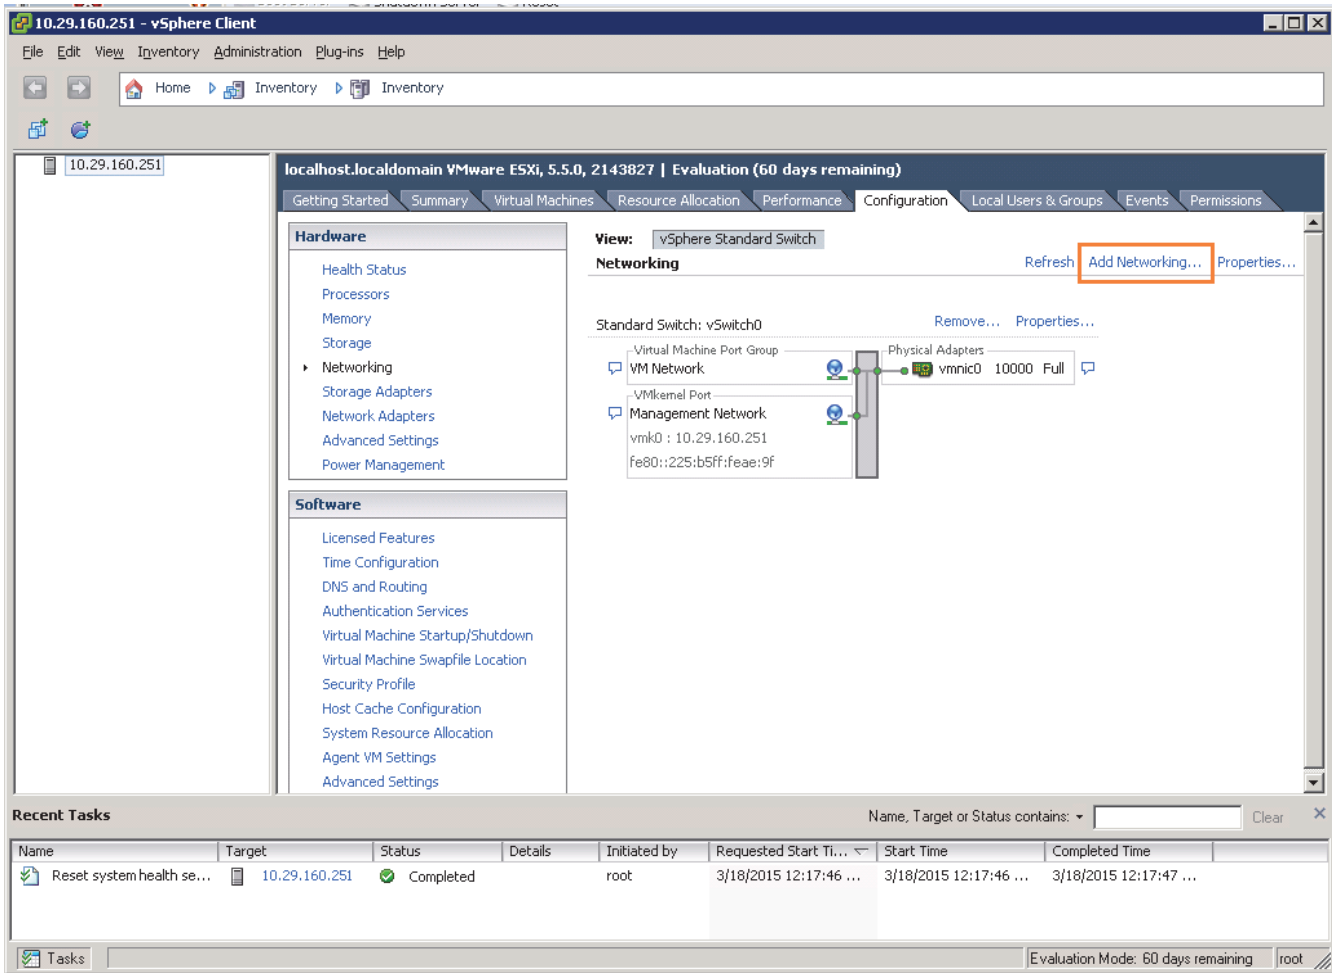 10.29.160.251 - vSphere Client
File Edit View Inventory Administration Plug-ins Help
Home Inventory Inventory
10.29.160.251
localhost.localdomain VMware ESXi, 5.5.0, 2143827 | Evaluation (60 days remaining)
Getting Started Summary Virtual Machines Resource Allocation Performance Configuration Local Users & Groups Events Permissions
Hardware
Health Status
Processors
Memory
Storage
Networking
Storage Adapters
Network Adapters
Advanced Settings
Power Management
Software
Licensed Features
Time Configuration
DNS and Routing
Authentication Services
Virtual Machine Startup/Shutdown
Virtual Machine Swapfile Location
Security Profile
Host Cache Configuration
System Resource Allocation
Agent VM Settings
Advanced Settings
View: vSphere Standard Switch
Networking Refresh Add Networking... Properties...
Standard Switch: vSwitch0 Remove... Properties...
Virtual Machine Port Group Physical Adapters
VM Network vmnic0 10000 Full
VMkernel Port
Management Network
vmk0 : 10.29.160.251
fe80::225:b5ff:feae:9f
Recent Tasks Name, Target or Status contains: Clear
Name Target Status Details Initiated by Requested Start Ti... Start Time Completed Time
Reset system health se... 10.29.160.251 Completed root 3/18/2015 12:17:46 ... 3/18/2015 12:17:46 ... 3/18/2015 12:17:47 ...
Tasks Evaluation Mode: 60 days remaining root